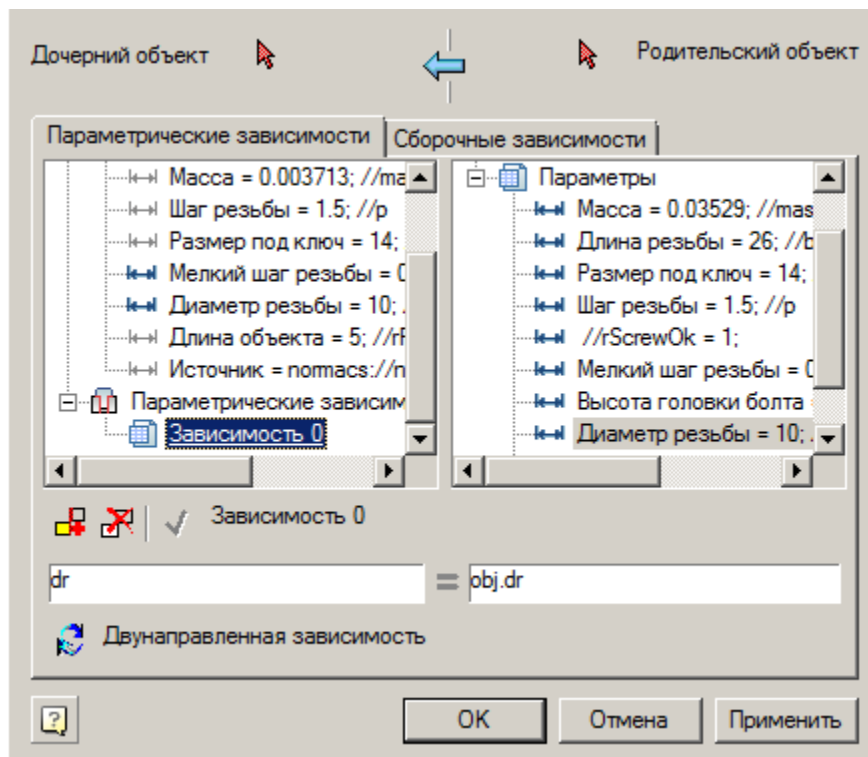 Дочерний объект
Родительский объект
Параметрические зависимости
Сборочные зависимости
Масса = 0.003713; //ma
Шаг резьбы = 1.5; //p
Размер под ключ = 14;
Мелкий шаг резьбы = 0
Диаметр резьбы = 10; .
Длина объекта = 5; //rF
Источник = normacs://n
Параметрические зависим
Зависимость 0
Параметры
Масса = 0.03529; //mas
Длина резьбы = 26; //b
Размер под ключ = 14;
Шаг резьбы = 1.5; //p
//rScrewOk = 1;
Мелкий шаг резьбы = 0
Высота головки болта
Диаметр резьбы = 10; .
Зависимость 0
dr = obj.dr
Двунаправленная зависимость
? OK Отмена Применить